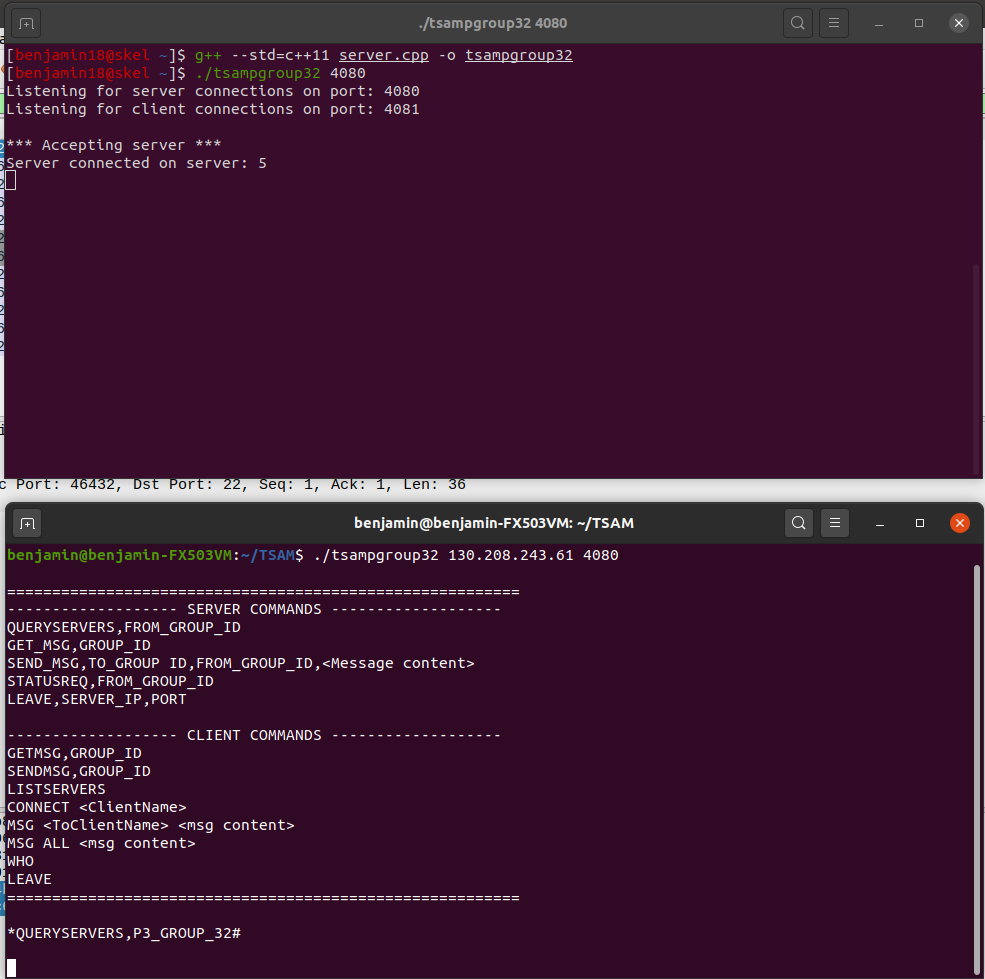 ./tsampgroup32 4080
[benjamin18@skel ~]$ g++ --std=c++11 server.cpp -o tsampgroup32
[benjamin18@skel ~]$ ./tsampgroup32 4080
Listening for server connections on port: 4080
Listening for client connections on port: 4081
*** Accepting server ***
Server connected on server: 5
c Port: 46432, Dst Port: 22, Seq: 1, Ack: 1, Len: 36
benjamin@benjamin-FX503VM: ~/TSAM
benjamin@benjamin-FX503VM:~/TSAM$ ./tsampgroup32 130.208.243.61 4080
=========================================================
------------------- SERVER COMMANDS -------------------
QUERYSERVERS,FROM_GROUP_ID
GET_MSG,GROUP_ID
SEND_MSG,TO_GROUP ID,FROM_GROUP_ID,<Message content>
STATUSREQ,FROM_GROUP_ID
LEAVE,SERVER_IP,PORT
------------------- CLIENT COMMANDS -------------------
GETMSG,GROUP_ID
SENDMSG,GROUP_ID
LISTSERVERS
CONNECT <ClientName>
MSG <ToClientName> <msg content>
MSG ALL <msg content>
WHO
LEAVE
=========================================================
*QUERYSERVERS,P3_GROUP_32#